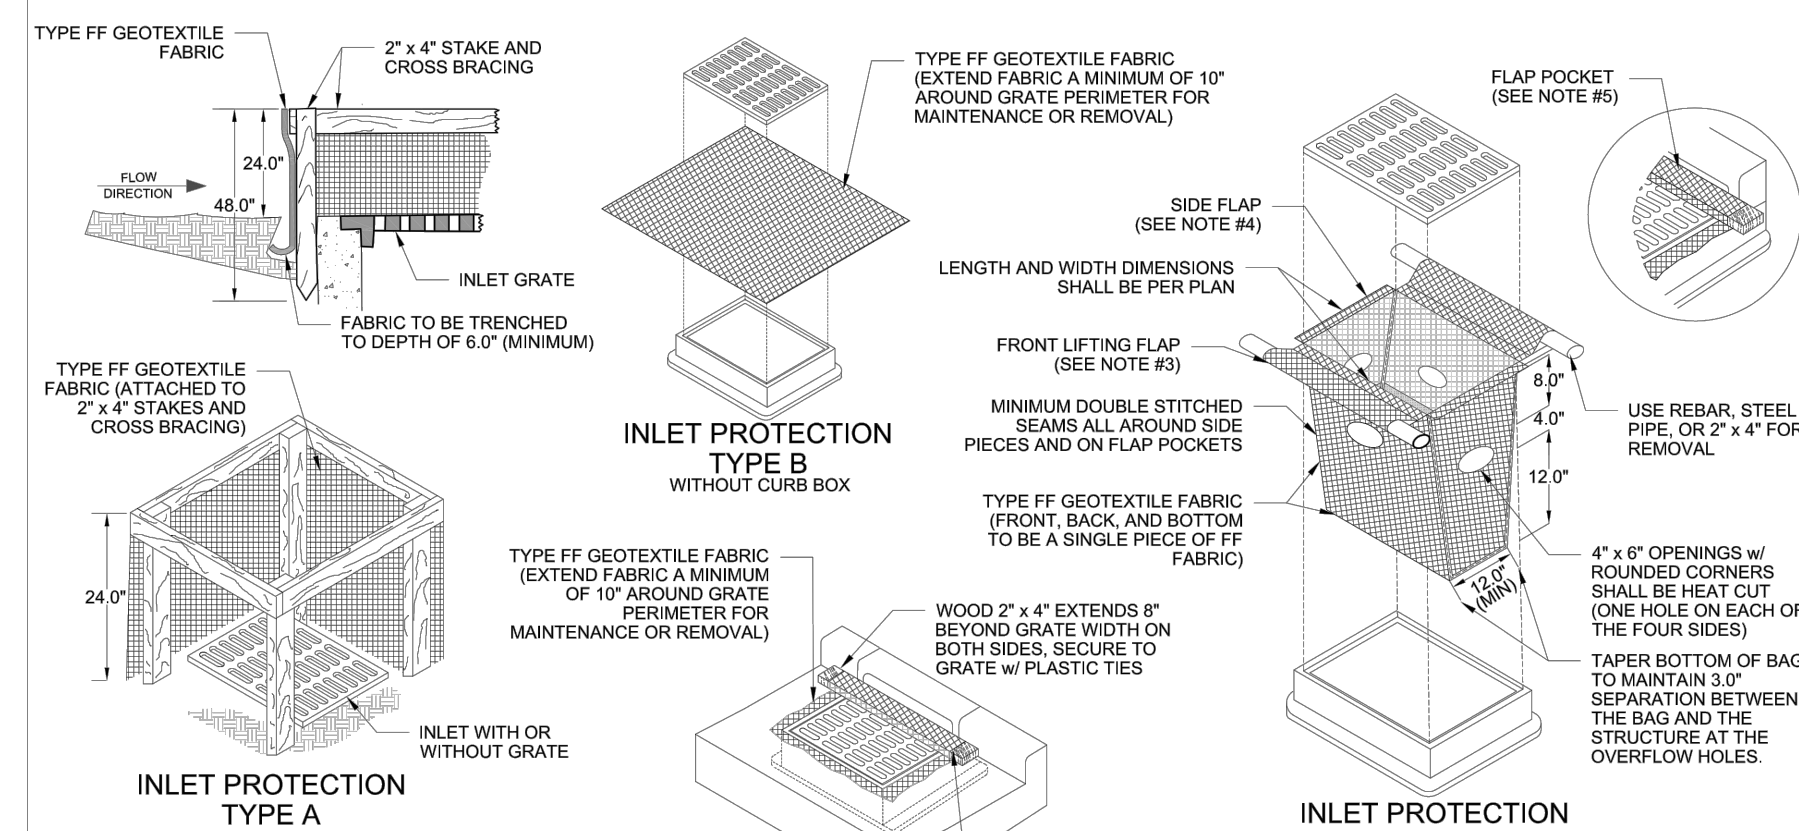 TYPE FF GEOTEXTILE
FABRIC
2" x 4" STAKE AND
CROSS BRACING
24.0"
FLOW
DIRECTION
48.0"
INLET GRATE
FABRIC TO BE TRENCHED
TO DEPTH OF 6.0" (MINIMUM)
TYPE FF GEOTEXTILE
FABRIC (ATTACHED TO
2" x 4" STAKES AND
CROSS BRACING)
24.0"
INLET WITH OR
WITHOUT GRATE
INLET PROTECTION
TYPE A
TYPE FF GEOTEXTILE FABRIC
(EXTEND FABRIC A MINIMUM OF 10"
AROUND GRATE PERIMETER FOR
MAINTENANCE OR REMOVAL)
INLET PROTECTION
TYPE B
WITHOUT CURB BOX
TYPE FF GEOTEXTILE FABRIC
(EXTEND FABRIC A MINIMUM
OF 10" AROUND GRATE
PERIMETER FOR
MAINTENANCE OR REMOVAL)
WOOD 2" x 4" EXTENDS 8"
BEYOND GRATE WIDTH ON
BOTH SIDES, SECURE TO
GRATE w/ PLASTIC TIES
FLAP POCKET
(SEE NOTE #5)
SIDE FLAP
(SEE NOTE #4)
LENGTH AND WIDTH DIMENSIONS
SHALL BE PER PLAN
FRONT LIFTING FLAP
(SEE NOTE #3)
MINIMUM DOUBLE STITCHED
SEAMS ALL AROUND SIDE
PIECES AND ON FLAP POCKETS
TYPE FF GEOTEXTILE FABRIC
(FRONT, BACK, AND BOTTOM
TO BE A SINGLE PIECE OF FF
FABRIC)
8.0"
4.0"
12.0"
12.0"
(MIN)
USE REBAR, STEEL
PIPE, OR 2" x 4" FOR
REMOVAL
4" x 6" OPENINGS w/
ROUNDED CORNERS
SHALL BE HEAT CUT
(ONE HOLE ON EACH OF
THE FOUR SIDES)
TAPER BOTTOM OF BAG
TO MAINTAIN 3.0"
SEPARATION BETWEEN
THE BAG AND THE
STRUCTURE AT THE
OVERFLOW HOLES.
INLET PROTECTION